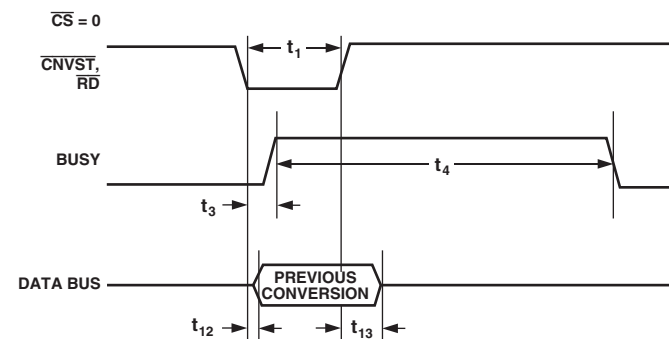 CS = 0
CNVST,
RD
t1
BUSY
t4
t3
DATA BUS
PREVIOUS
CONVERSION
t12
t13